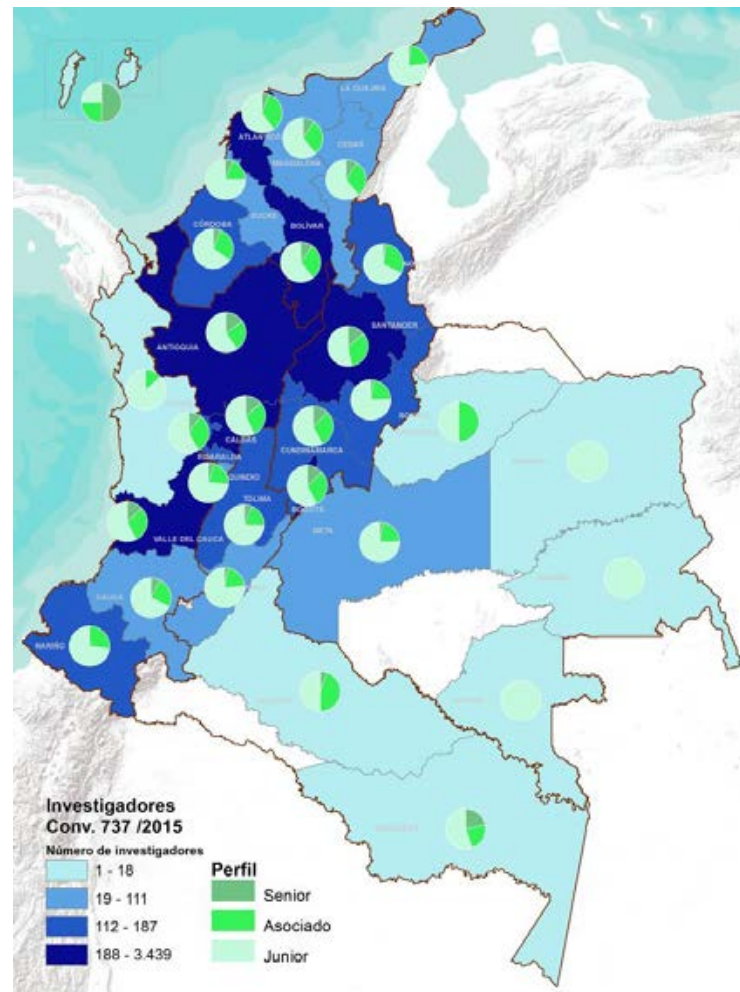 LA GUAJIRA
ATLÁNTICO
MAGDALENA
CESAR
SUCRE
CÓRDOBA
BOLÍVAR
SANTANDER
ANTIOQUIA
CALDAS
CUNDINAMARCA
RISARALDA
QUINDIO
TOLIMA
BOGOTÁ
META
VALLE DEL CAUCA
CAUCA
NARIÑO
Investigadores
Conv. 737 /2015
Número de investigadores
1 - 18
19 - 111
112 - 187
188 - 3.439
Perfil
Senior
Asociado
Junior